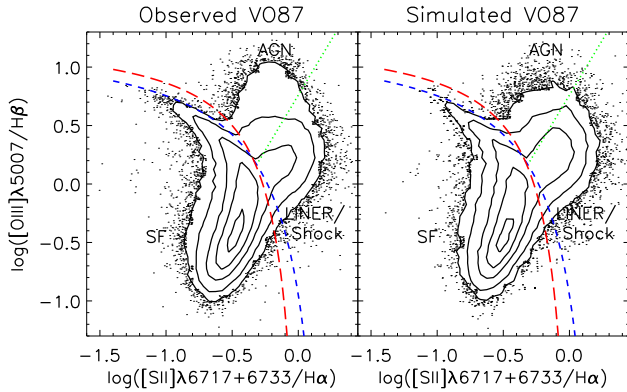 Observed VO87
Simulated VO87
AGN
AGN
SF
SF
LINER/
Shock
LINER/
Shock
log([OIII]λ5007/Hβ)
1.0
0.5
0.0
−0.5
−1.0
−1.5 −1.0 −0.5 0.0
−1.5 −1.0 −0.5 0.0
log([SII]λ6717+6733/Hα)
log([SII]λ6717+6733/Hα)